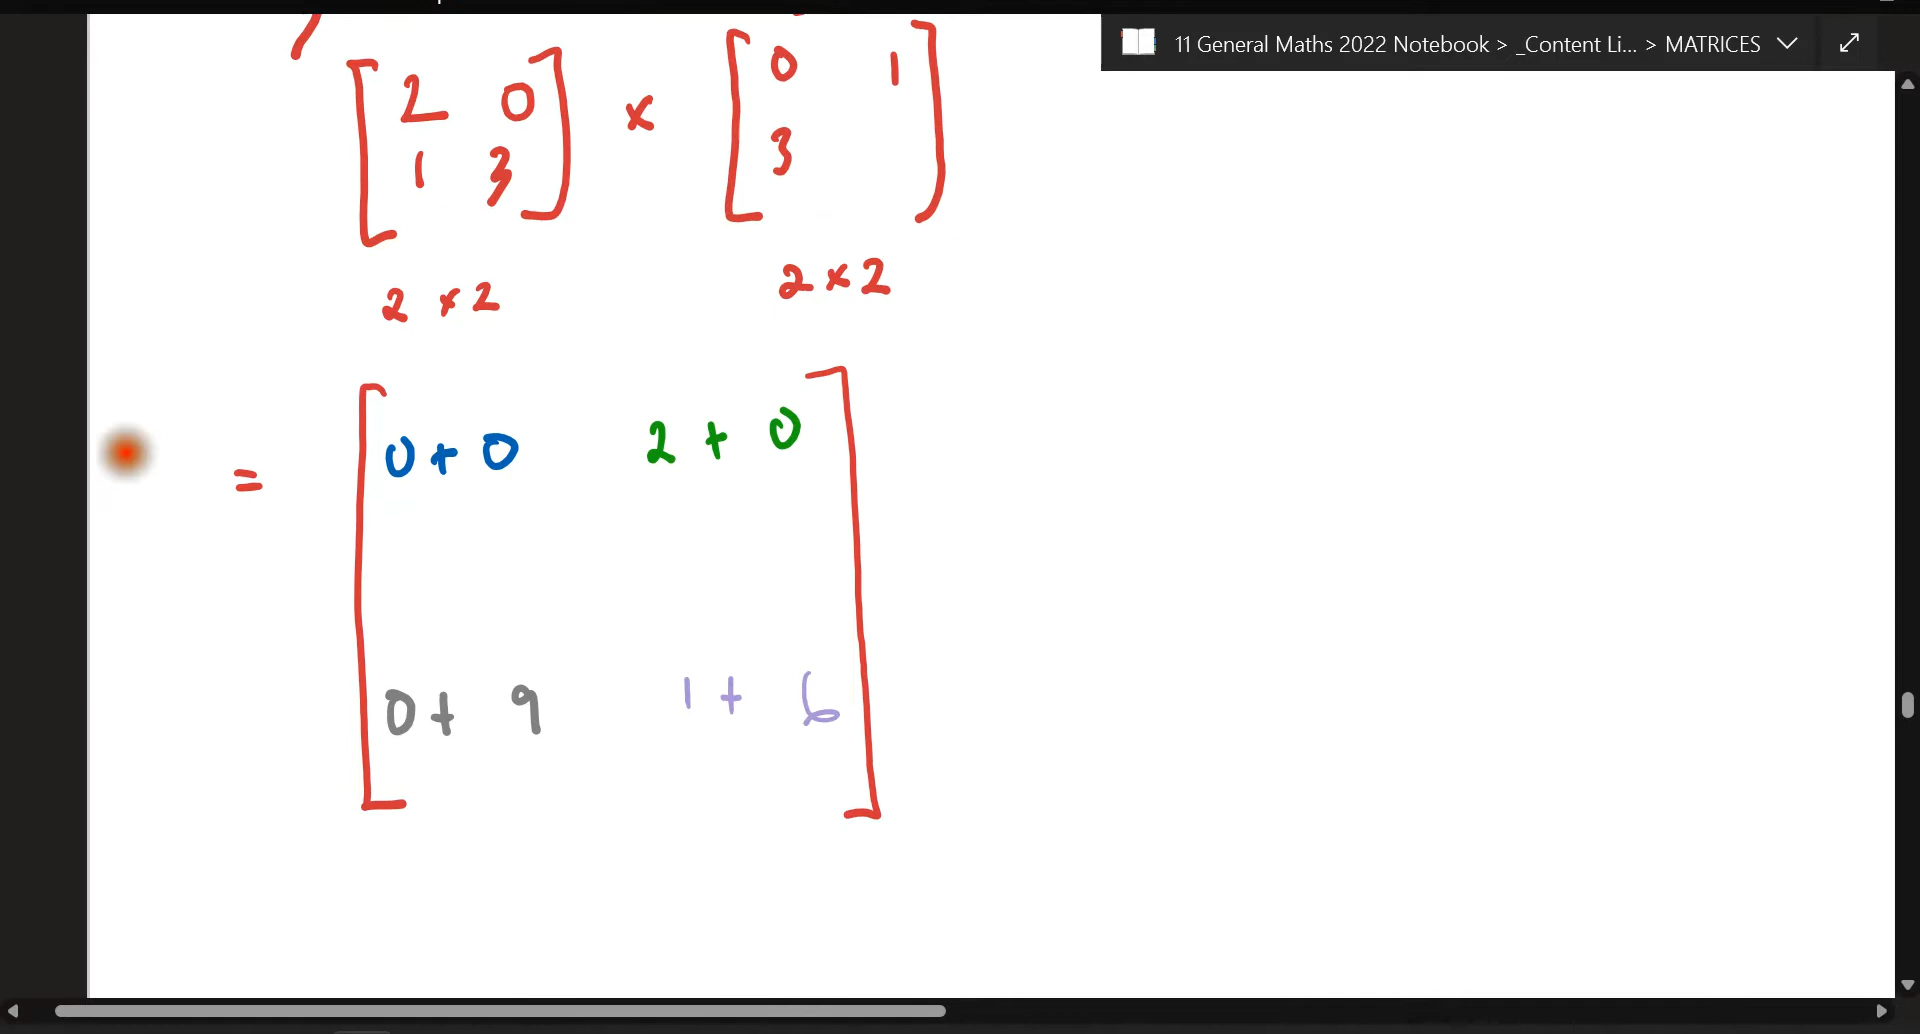 11 General Maths 2022 Notebook > _Content Li... > MATRICES
2 0 × 0 1
1 3 3
2 × 2 2 × 2
= 0 + 0 2 + 0
0 + 9 1 + 6